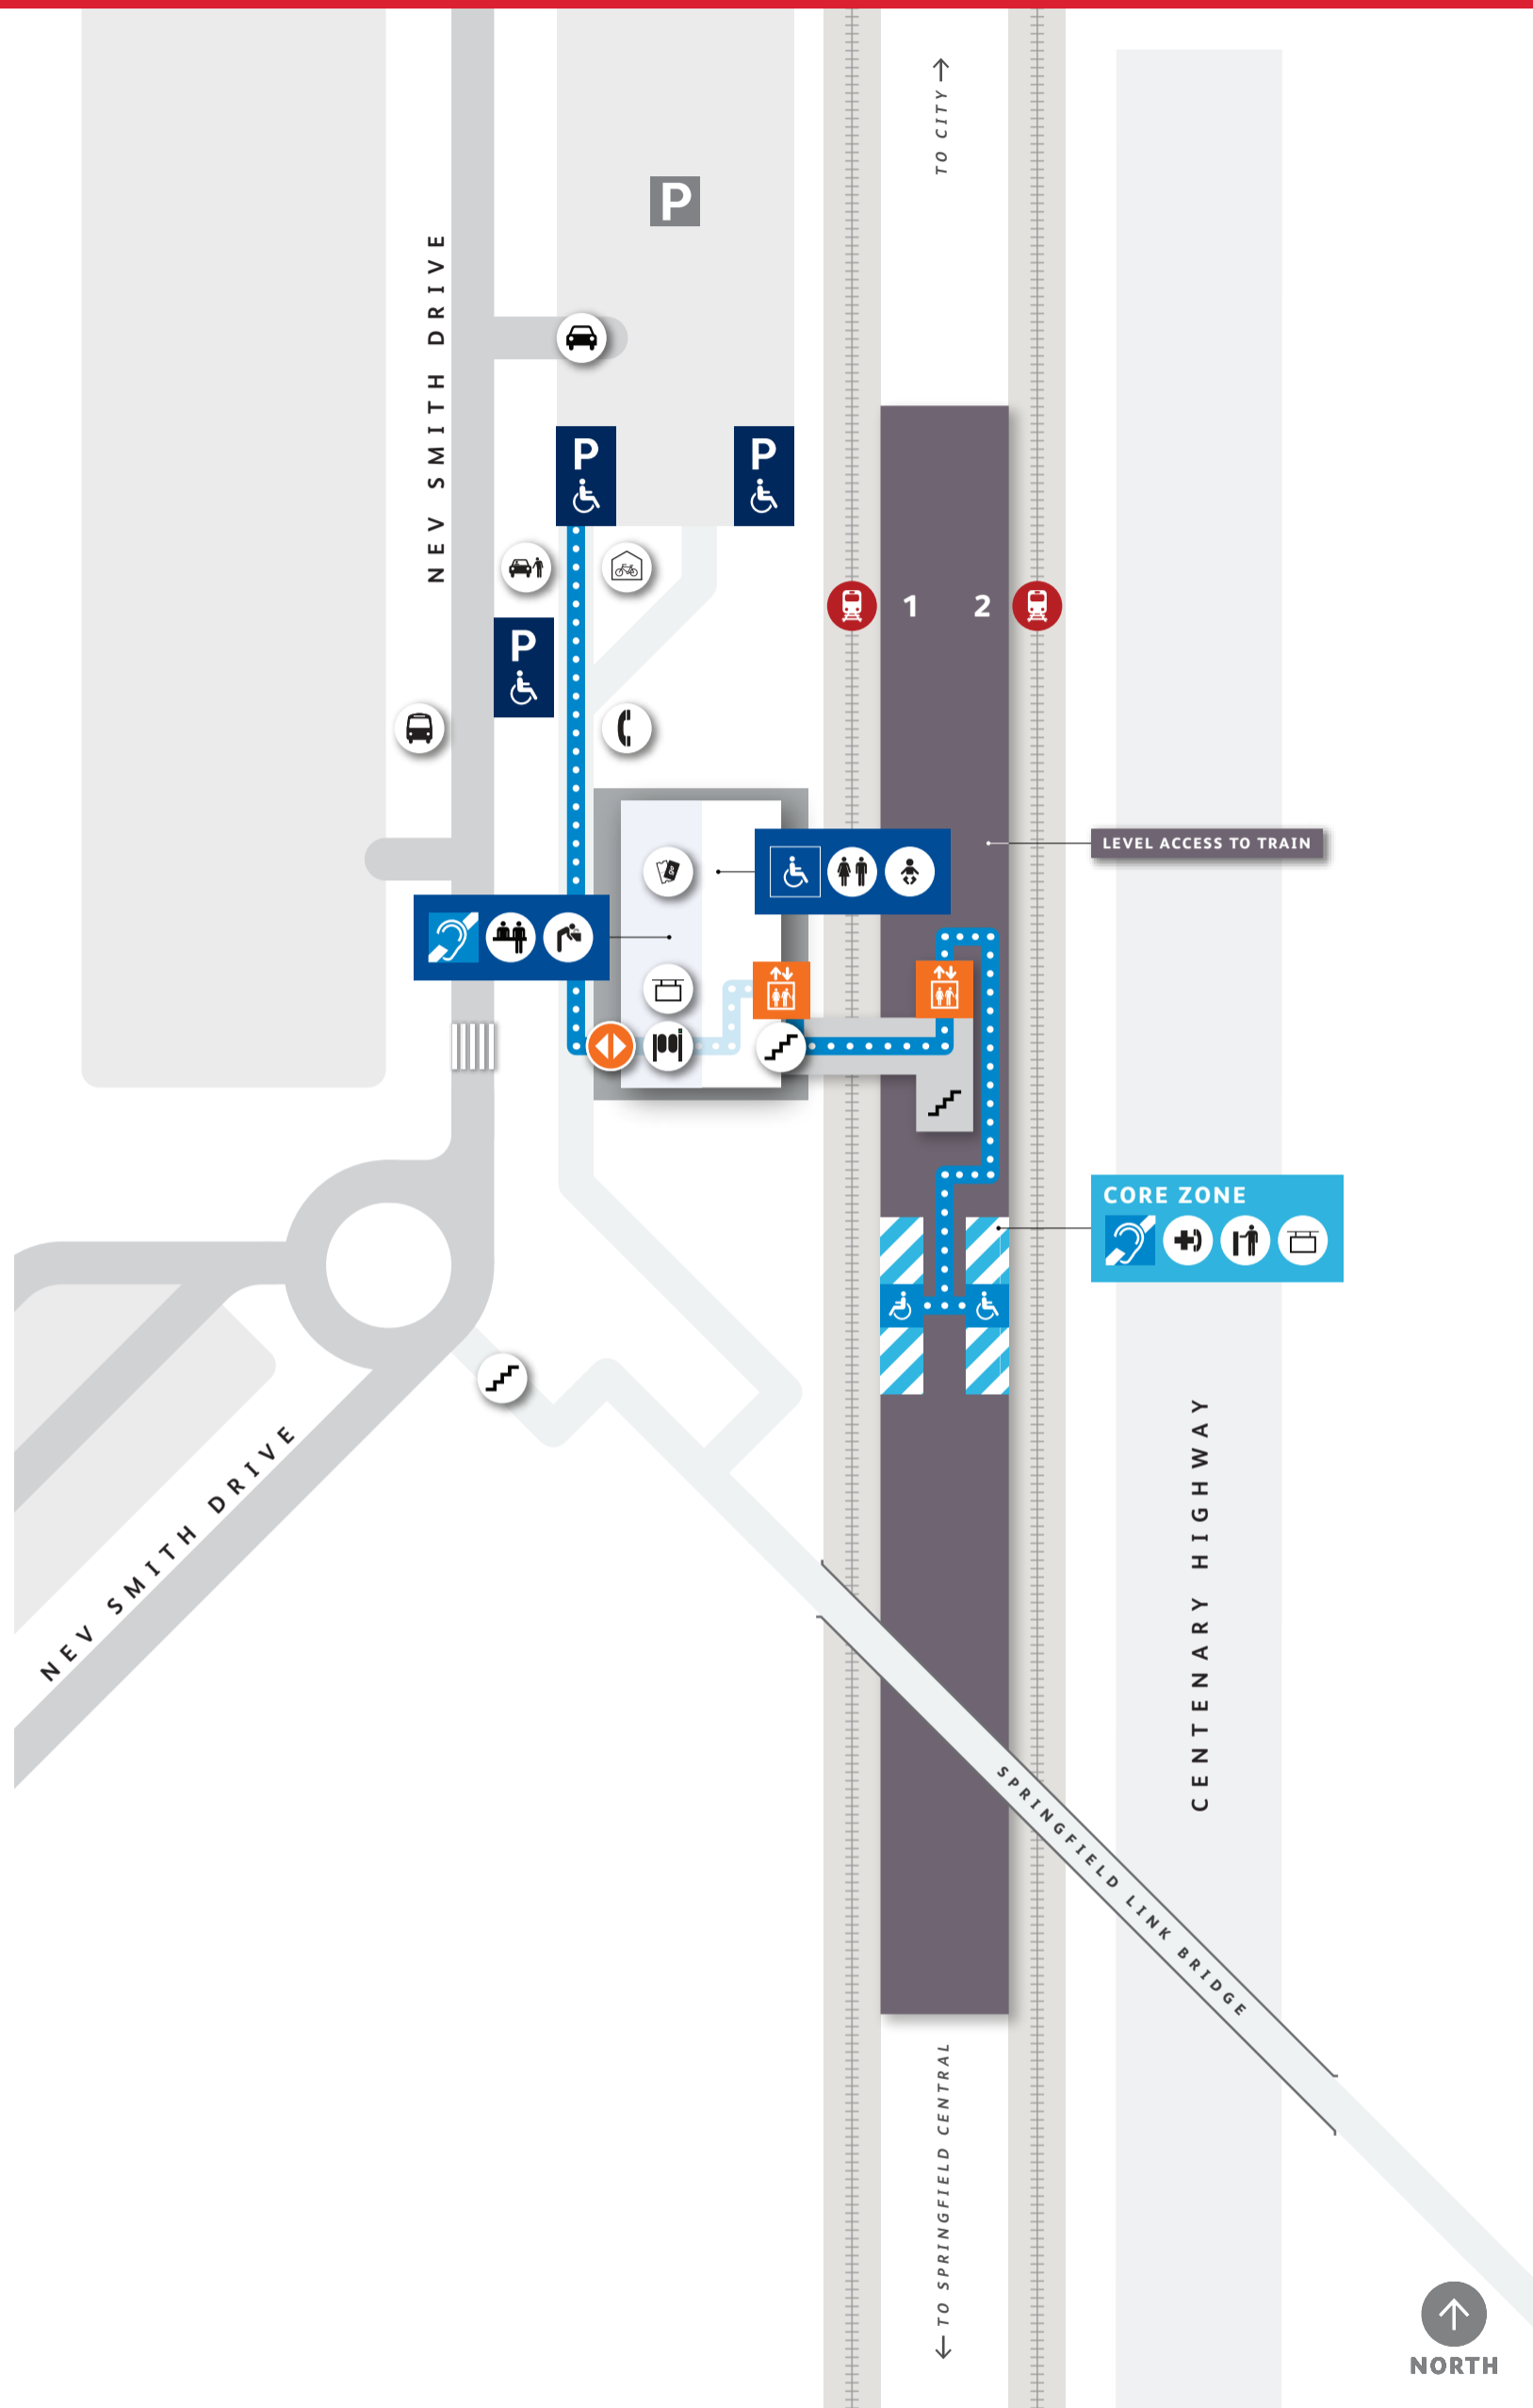 TO CITY
P
NEV SMITH DRIVE
P
P
1 2
P
LEVEL ACCESS TO TRAIN
CORE ZONE
NEV SMITH DRIVE
CENTENARY HIGHWAY
SPRINGFIELD LINK BRIDGE
TO SPRINGFIELD CENTRAL
NORTH